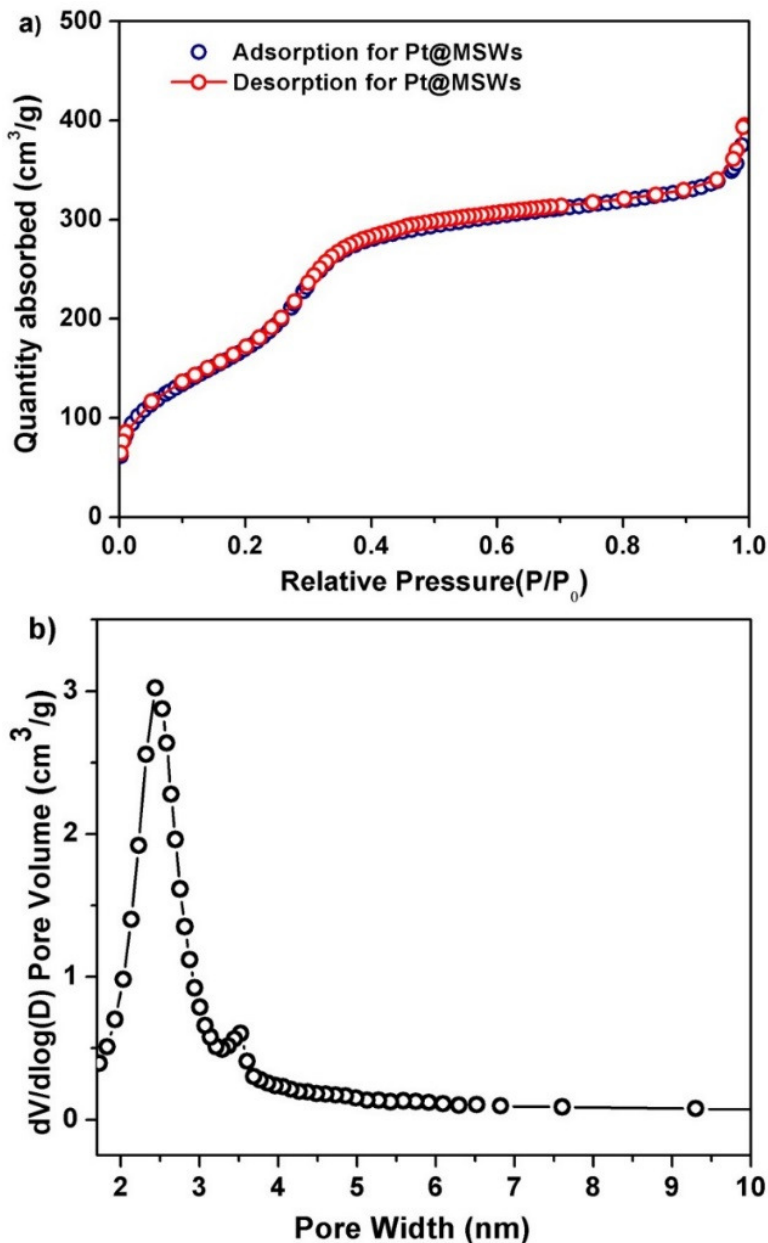 a)
Adsorption for Pt@MSWs
Desorption for Pt@MSWs
Quantity absorbed (cm³/g)
500
400
300
200
100
0
0.0 0.2 0.4 0.6 0.8 1.0
Relative Pressure(P/P₀)
b)
dV/dlog(D) Pore Volume (cm³/g)
3
2
1
0
2 3 4 5 6 7 8 9 10
Pore Width (nm)